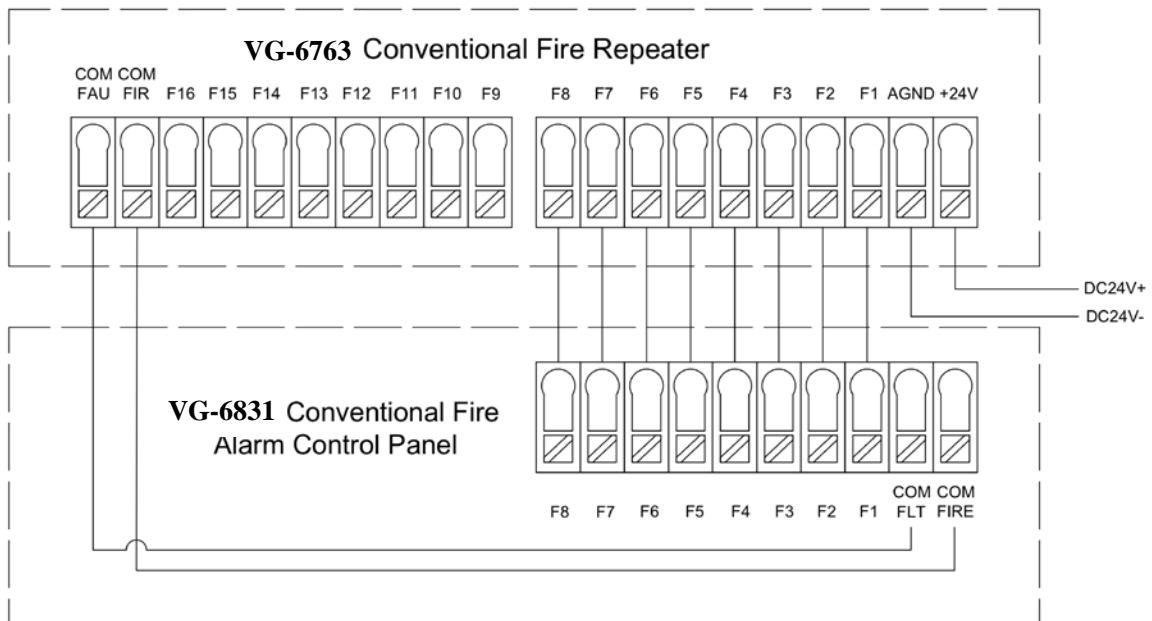 VG-6763 Conventional Fire Repeater
COM COM
FAU FIR F16 F15 F14 F13 F12 F11 F10 F9 F8 F7 F6 F5 F4 F3 F2 F1 AGND +24V
DC24V+
DC24V-
VG-6831 Conventional Fire
Alarm Control Panel
COM COM
F8 F7 F6 F5 F4 F3 F2 F1 FLT FIRE